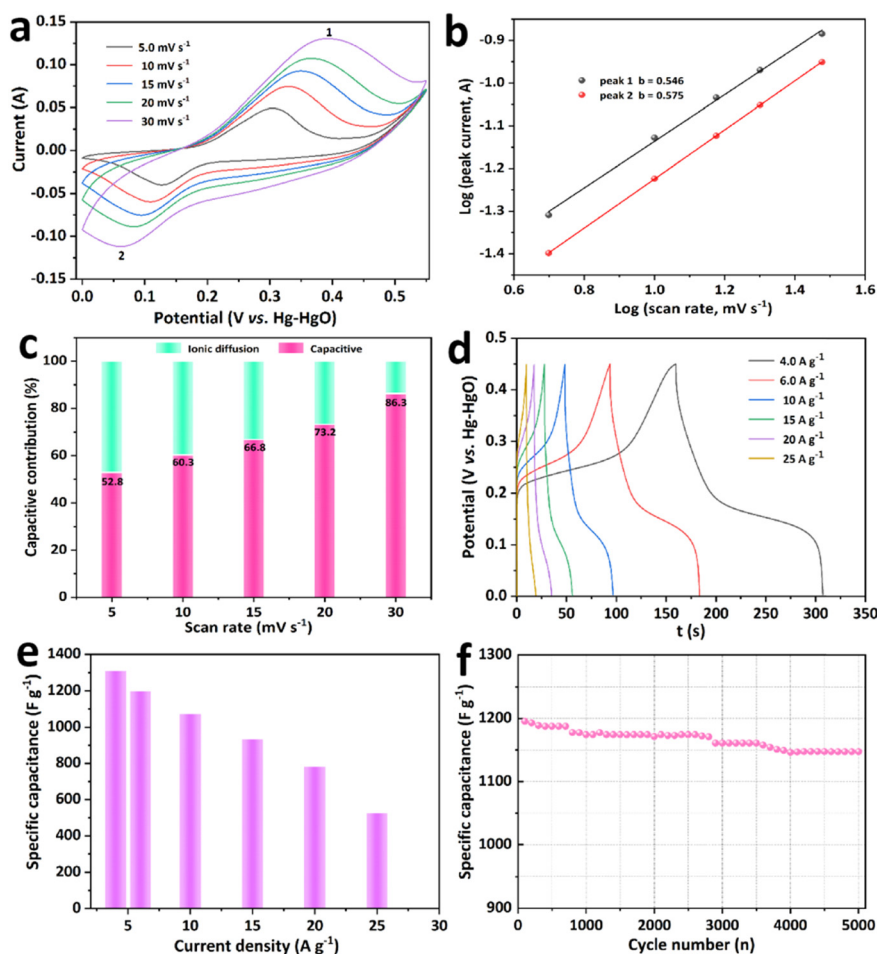 a
0.15
0.10
0.05
0.00
-0.05
-0.10
-0.15
Current (A)
5.0 mV s⁻¹
10 mV s⁻¹
15 mV s⁻¹
20 mV s⁻¹
30 mV s⁻¹
1
2
0.0 0.1 0.2 0.3 0.4 0.5
Potential (V vs. Hg-HgO)
b
-0.9
-1.0
-1.1
-1.2
-1.3
-1.4
Log (peak current, A)
peak 1 b = 0.546
peak 2 b = 0.575
0.6 0.8 1.0 1.2 1.4 1.6
Log (scan rate, mV s⁻¹)
c
Ionic diffusion Capacitive
100
80
60
40
20
0
Capacitive contribution (%)
52.8
60.3
66.8
73.2
86.3
5 10 15 20 30
Scan rate (mV s⁻¹)
d
0.5
0.4
0.3
0.2
0.1
0.0
Potential (V vs. Hg-HgO)
4.0 A g⁻¹
6.0 A g⁻¹
10 A g⁻¹
15 A g⁻¹
20 A g⁻¹
25 A g⁻¹
0 50 100 150 200 250 300 350
t (s)
e
1400
1200
1000
800
600
400
200
0
Specific capacitance (F g⁻¹)
5 10 15 20 25 30
Current density (A g⁻¹)
f
1300
1200
1100
1000
900
Specific capacitance (F g⁻¹)
0 1000 2000 3000 4000 5000
Cycle number (n)